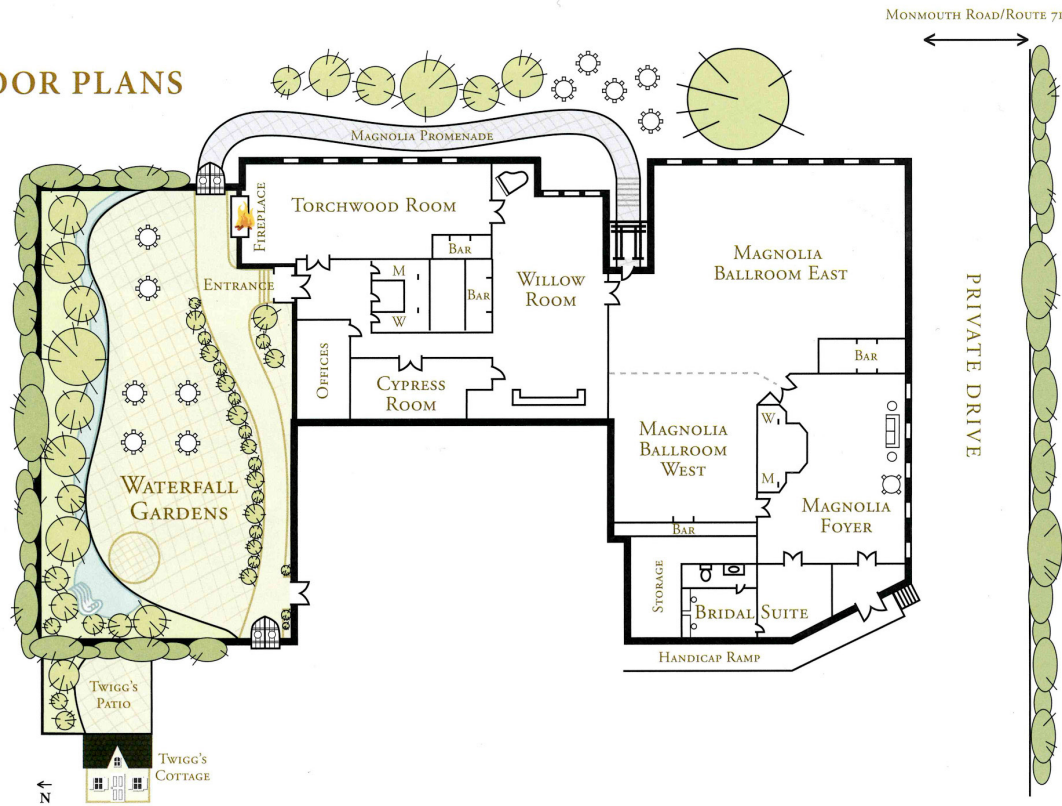 MONMOUTH ROAD/ROUTE 71
OOR PLANS
MAGNOLIA PROMENADE
FIREPLACE
TORCHWOOD ROOM
BAR
ENTRANCE
M
W
BAR
WILLOW
ROOM
MAGNOLIA
BALLROOM EAST
BAR
PRIVATE DRIVE
OFFICES
CYPRESS
ROOM
MAGNOLIA
BALLROOM
WEST
W
M
BAR
MAGNOLIA
FOYER
WATERFALL
GARDENS
STORAGE
BRIDAL SUITE
HANDICAP RAMP
TWIGG'S
PATIO
TWIGG'S
COTTAGE
N